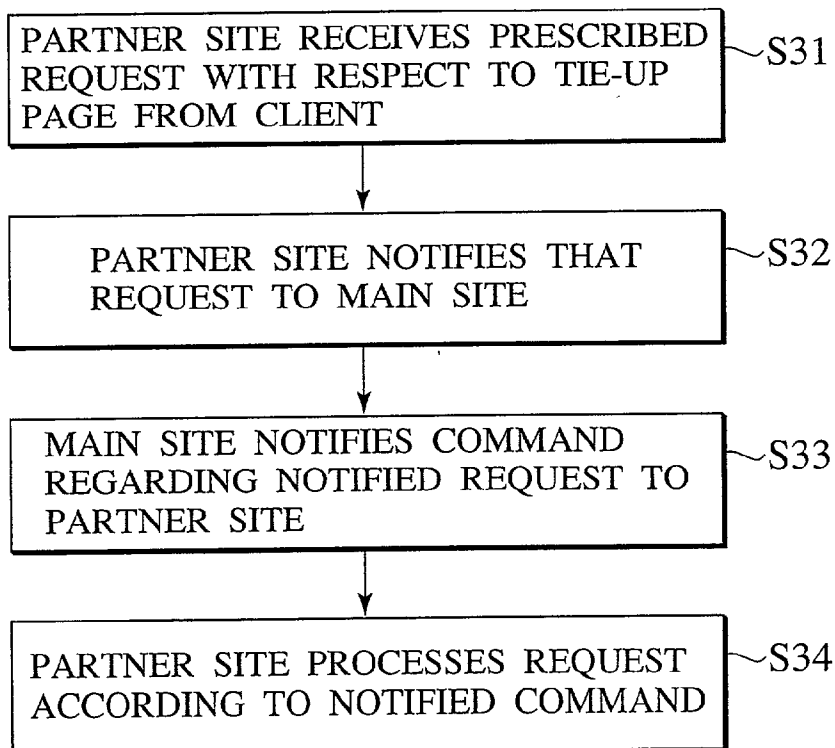 PARTNER SITE RECEIVES PRESCRIBED
REQUEST WITH RESPECT TO TIE-UP
PAGE FROM CLIENT
S31
PARTNER SITE NOTIFIES THAT
REQUEST TO MAIN SITE
S32
MAIN SITE NOTIFIES COMMAND
REGARDING NOTIFIED REQUEST TO
PARTNER SITE
S33
PARTNER SITE PROCESSES REQUEST
ACCORDING TO NOTIFIED COMMAND
S34